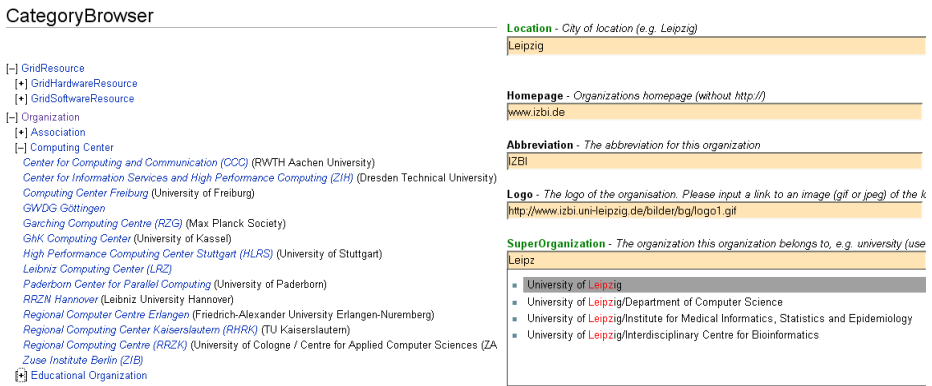 CategoryBrowser
[–] GridResource
[+] GridHardwareResource
[+] GridSoftwareResource
[–] Organization
[+] Association
[–] Computing Center
Center for Computing and Communication (CCC) (RWTH Aachen University)
Center for Information Services and High Performance Computing (ZIH) (Dresden Technical University)
Computing Center Freiburg (University of Freiburg)
GWDG Göttingen
Garching Computing Centre (RZG) (Max Planck Society)
GhK Computing Center (University of Kassel)
High Performance Computing Center Stuttgart (HLRS) (University of Stuttgart)
Leibniz Computing Center (LRZ)
Paderborn Center for Parallel Computing (University of Paderborn)
RRZN Hannover (Leibniz University Hannover)
Regional Computer Centre Erlangen (Friedrich-Alexander University Erlangen-Nuremberg)
Regional Computing Center Kaiserslautern (RHRK) (TU Kaiserslautern)
Regional Computing Centre (RRZK) (University of Cologne / Centre for Applied Computer Sciences (ZA
Zuse Institute Berlin (ZIB)
[+] Educational Organization
Location - City of location (e.g. Leipzig)
Leipzig
Homepage - Organizations homepage (without http://)
www.izbi.de
Abbreviation - The abbreviation for this organization
IZBI
Logo - The logo of the organisation. Please input a link to an image (gif or jpeg) of the lo
http://www.izbi.uni-leipzig.de/bilder/bg/logo1.gif
SuperOrganization - The organization this organization belongs to, e.g. university (use
Leipz
University of Leipzig
University of Leipzig/Department of Computer Science
University of Leipzig/Institute for Medical Informatics, Statistics and Epidemiology
University of Leipzig/Interdisciplinary Centre for Bioinformatics